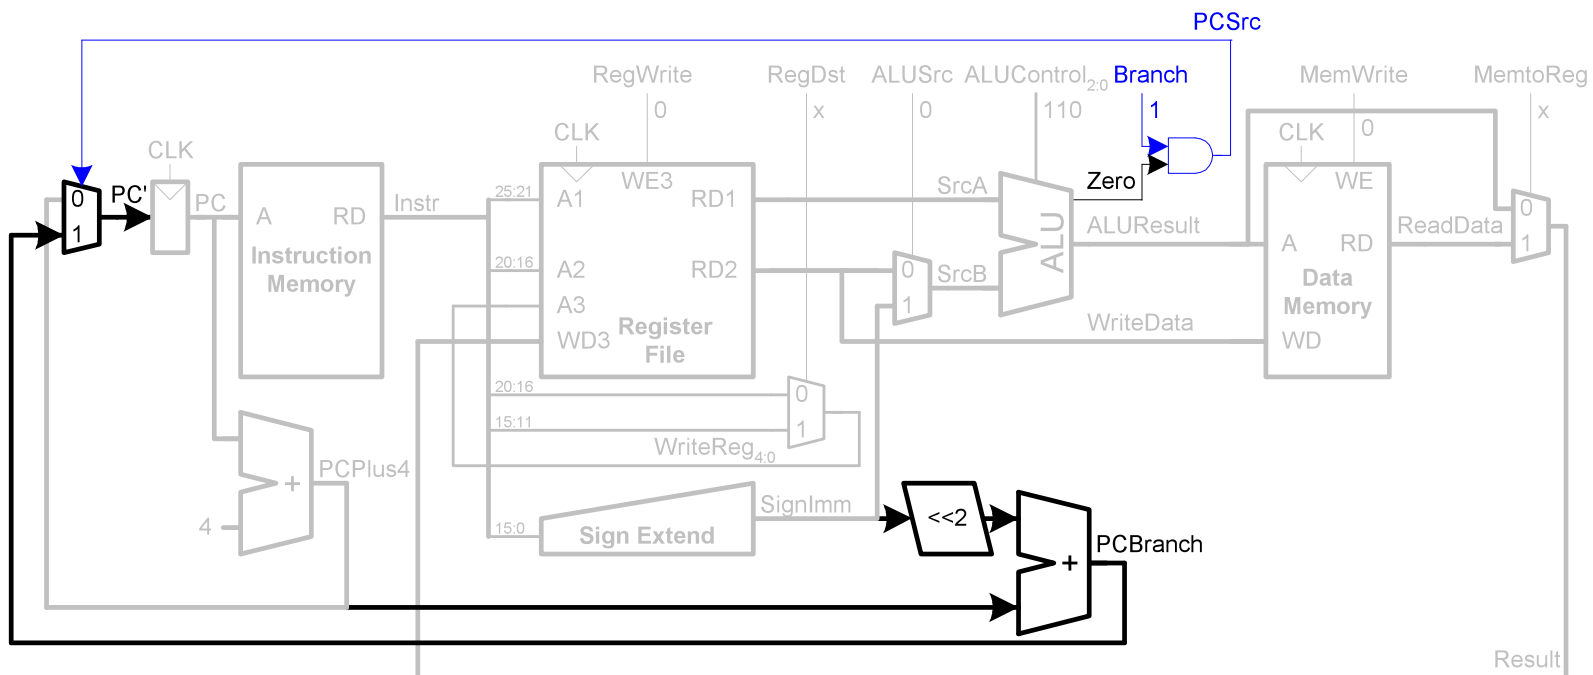 PCSrc
RegWrite
RegDst
ALUSrc
ALUControl2:0
Branch
MemWrite
MemtoReg
0
x
0
110
1
0
x
CLK
CLK
CLK
0
1
PC'
PC
A
RD
Instruction
Memory
Instr
25:21
20:16
A1
A2
A3
WD3
WE3
RD1
RD2
Register
File
SrcA
0
1
SrcB
ALU
Zero
ALUResult
WriteData
WE
A
RD
Data
Memory
WD
ReadData
0
1
20:16
15:11
0
1
WriteReg4:0
4
+
PCPlus4
15:0
Sign Extend
SignImm
<<2
+
PCBranch
Result